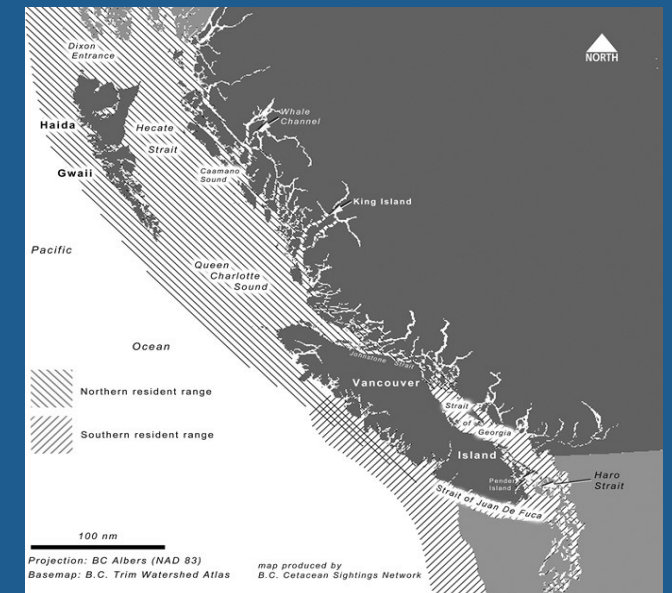 Dixon
Entrance
NORTH
Whale
Channel
Haida
Hecate
Strait
Gwaii
Caamano
Sound
King Island
Pacific
Queen
Charlotte
Sound
Ocean
Johnstone Strait
Vancouver
Northern resident range
Strait
of
Georgia
Southern resident range
Island
Haro
Strait
Pender
Island
Strait of Juan De Fuca
100 nm
Projection: BC Albers (NAD 83)
Basemap: B.C. Trim Watershed Atlas
map produced by
B.C. Cetacean Sightings Network